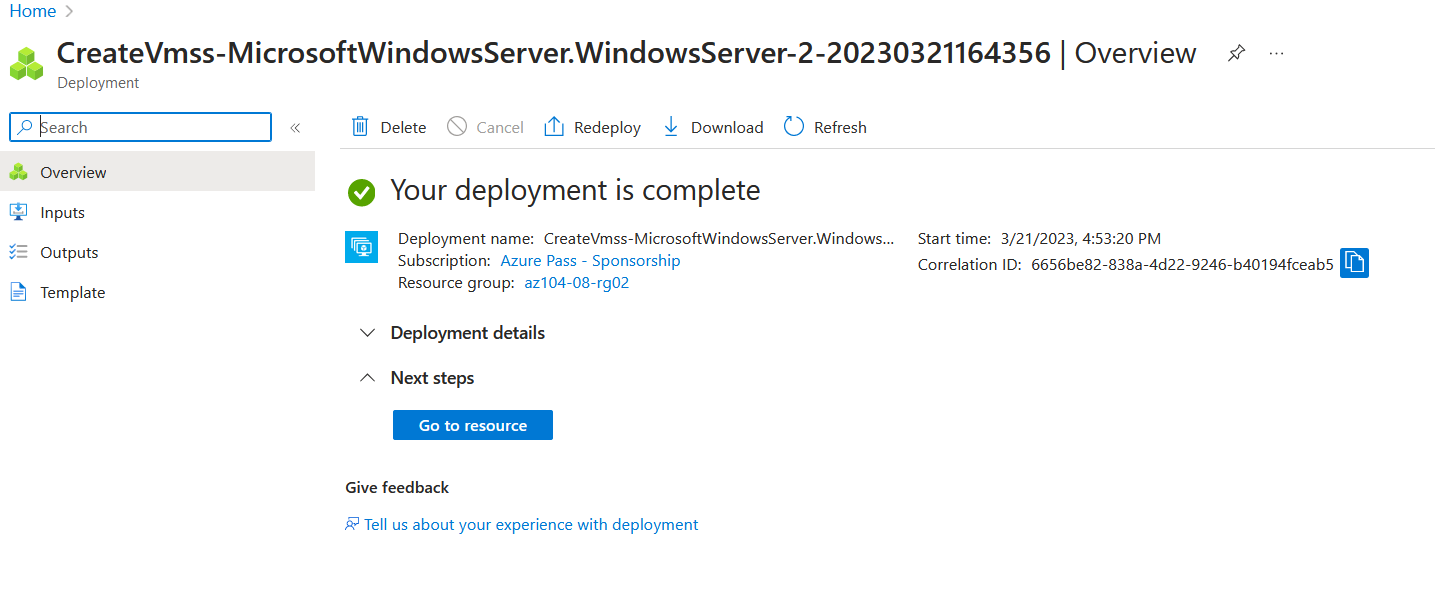 Home
CreateVmss-MicrosoftWindowsServer.WindowsServer-2-20230321164356 | Overview
Deployment
Search
Delete Cancel Redeploy Download Refresh
Overview
Inputs
Outputs
Template
Your deployment is complete
Deployment name: CreateVmss-MicrosoftWindowsServer.Windows...
Subscription: Azure Pass - Sponsorship
Resource group: az104-08-rg02
Start time: 3/21/2023, 4:53:20 PM
Correlation ID: 6656be82-838a-4d22-9246-b40194fceab5
Deployment details
Next steps
Go to resource
Give feedback
Tell us about your experience with deployment